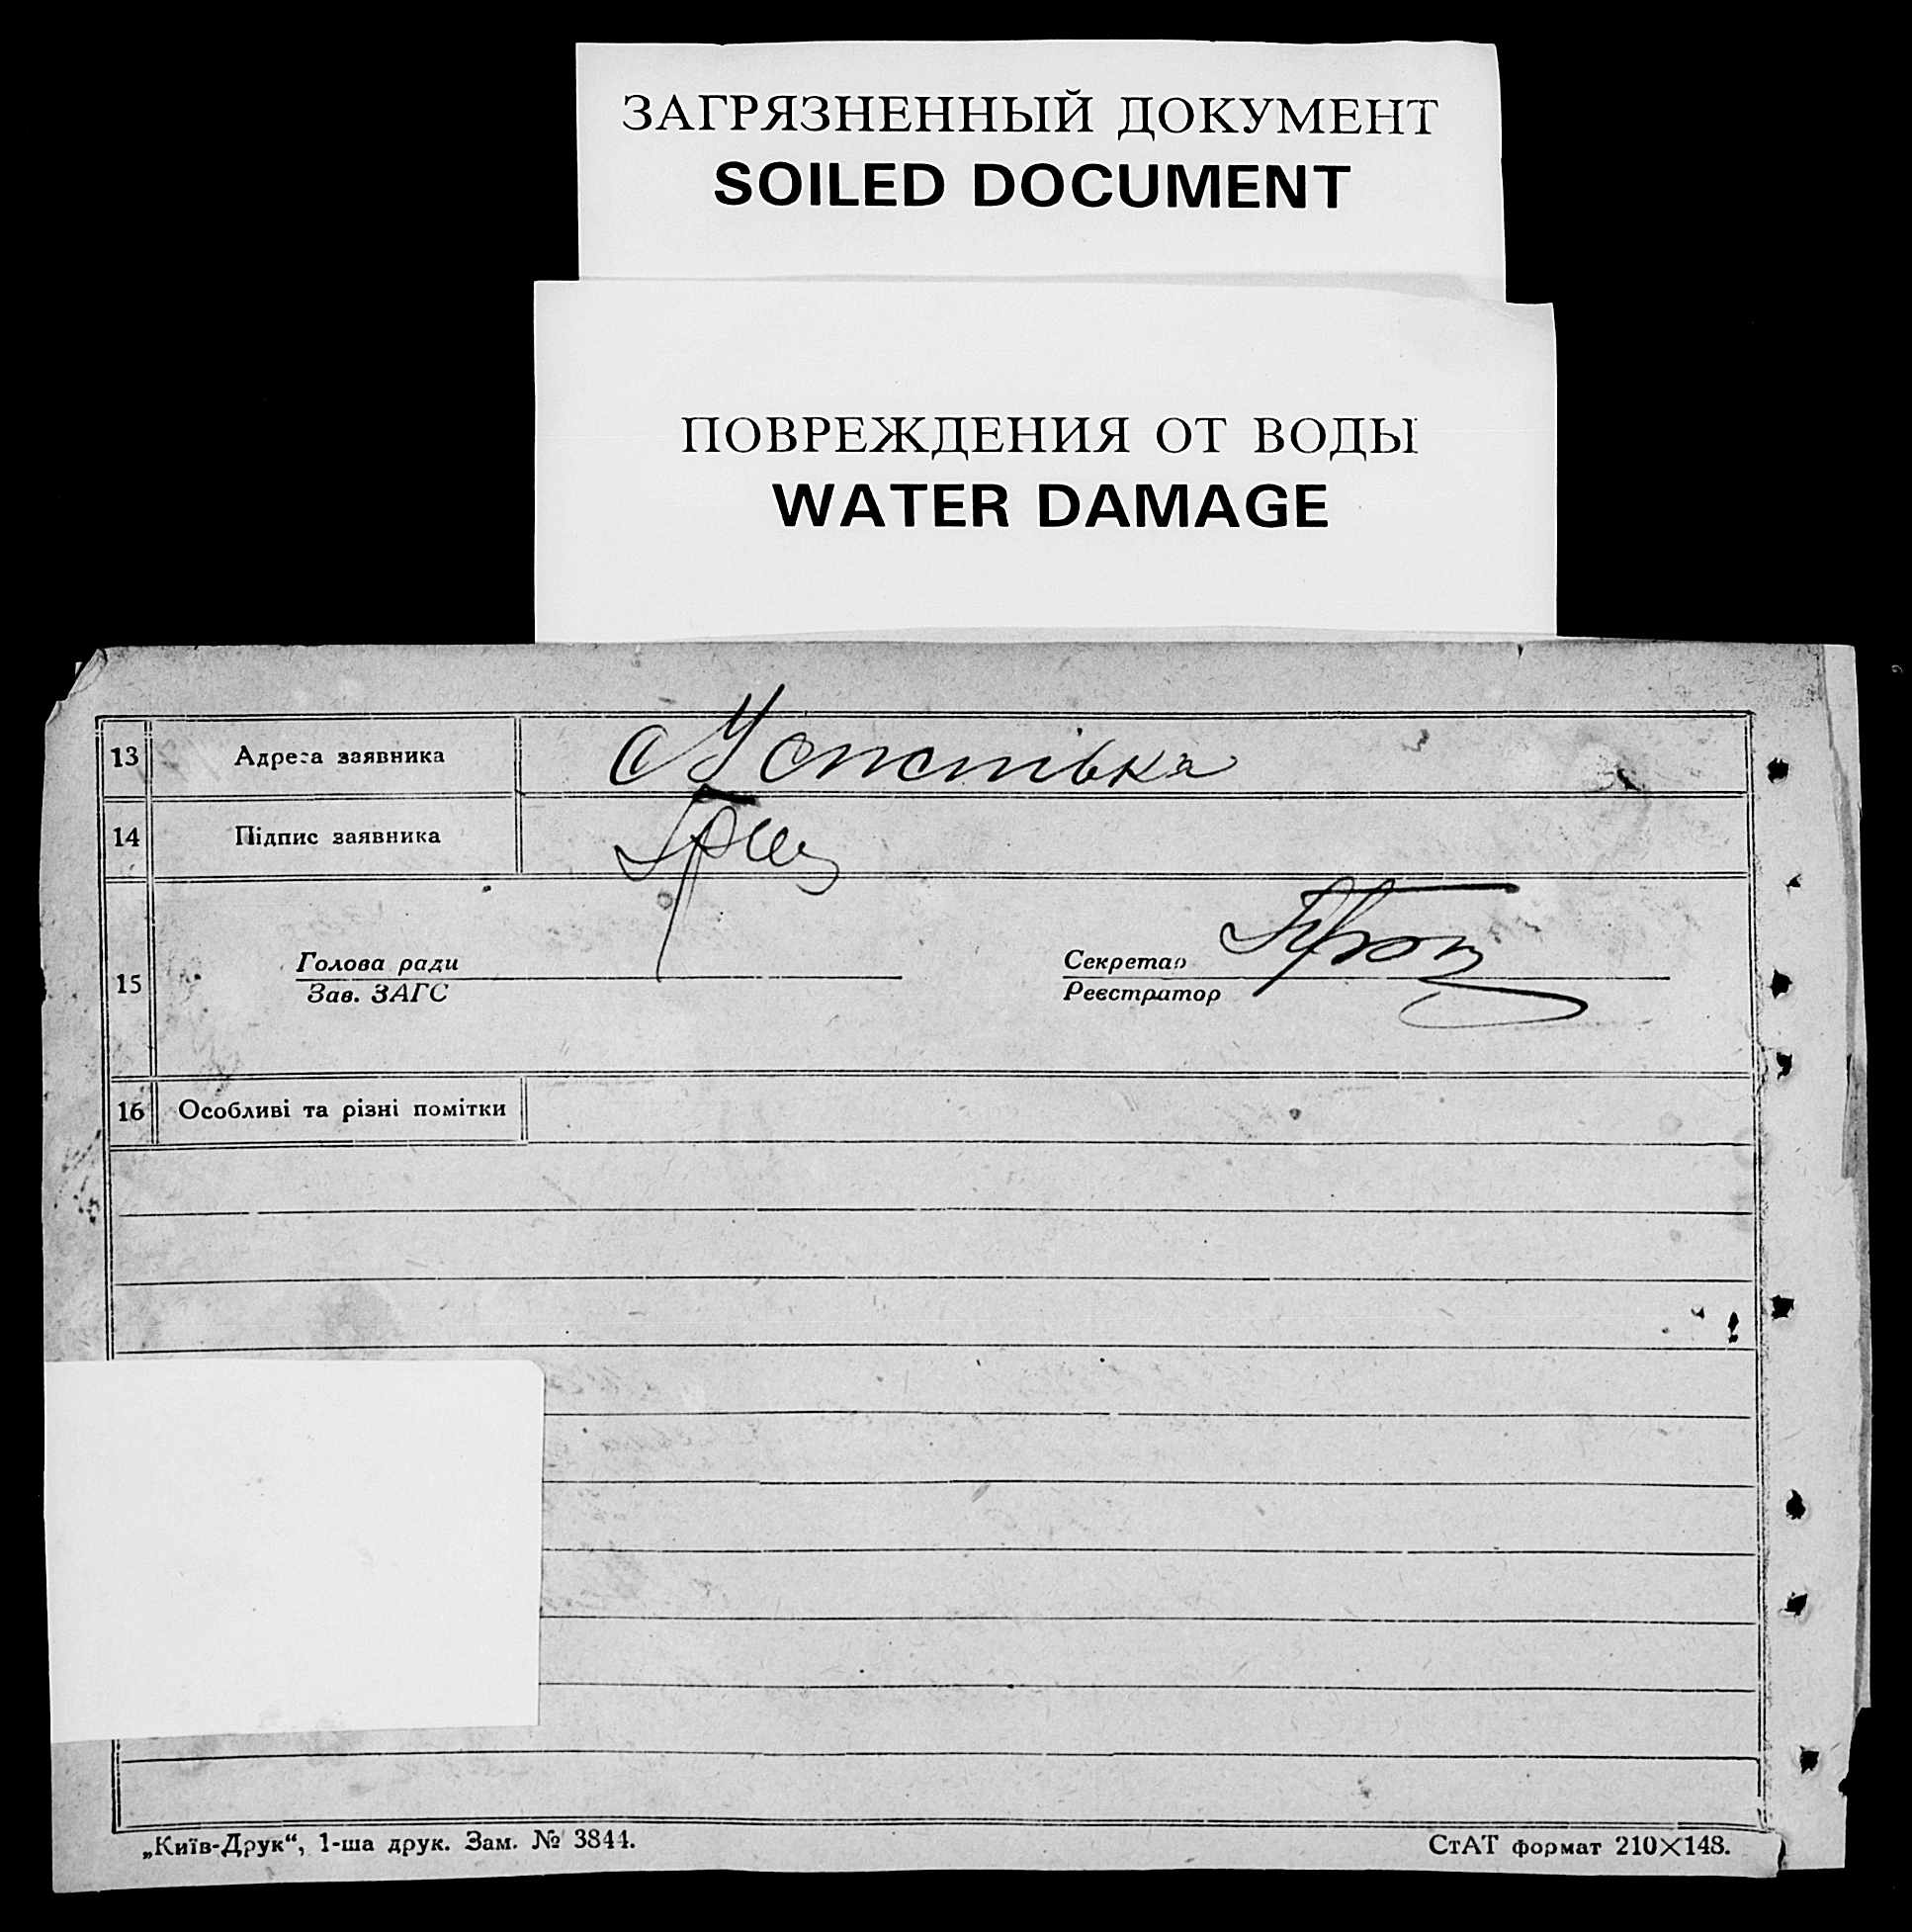 ЗАГРЯЗНЕННЫЙ ДОКУМЕНТ
SOILED DOCUMENT
ПОВРЕЖДЕНИЯ ОТ ВОДЫ
WATER DAMAGE
13 Адреса заявника с
14 Підпис заявника
Голова ради Секретар
15
Зав. ЗАГС Реєстратор
16 Особливі та різні помітки
„Київ-Друк“, 1-ша друк. Зам. № 3844.
СтАТ формат 210×148.